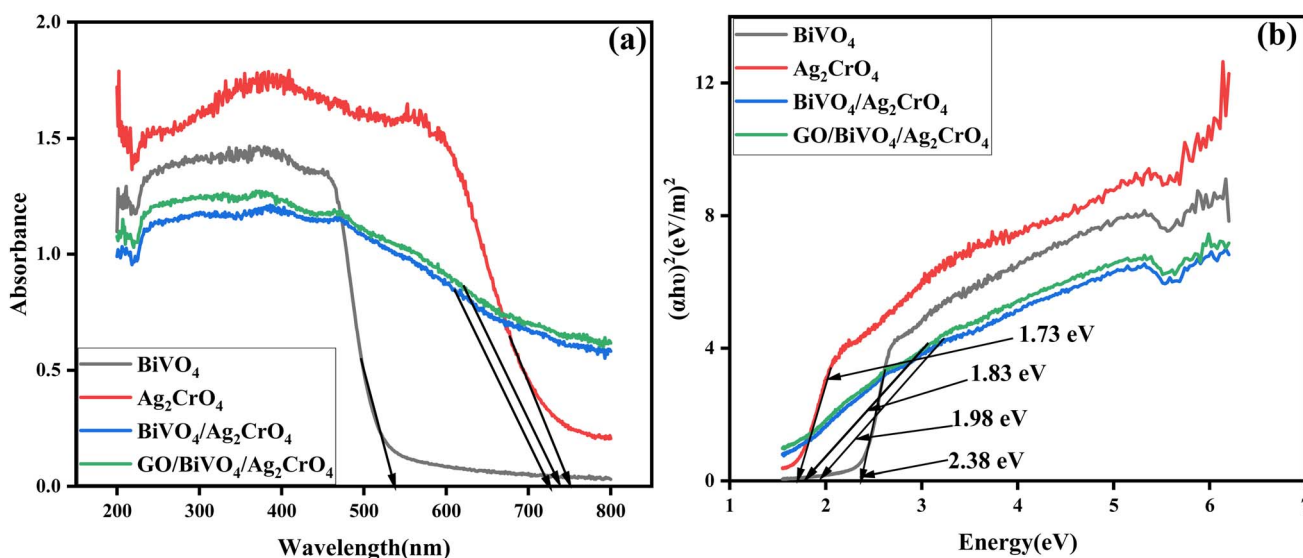 (a)
2.0
1.5
1.0
0.5
0.0
Absorbance
BiVO₄
Ag₂CrO₄
BiVO₄/Ag₂CrO₄
GO/BiVO₄/Ag₂CrO₄
200 300 400 500 600 700 800
Wavelength(nm)
(b)
BiVO₄
Ag₂CrO₄
BiVO₄/Ag₂CrO₄
GO/BiVO₄/Ag₂CrO₄
12
8
4
0
(αhυ)²(eV/m)²
1.73 eV
1.83 eV
1.98 eV
2.38 eV
1 2 3 4 5 6 7
Energy(eV)